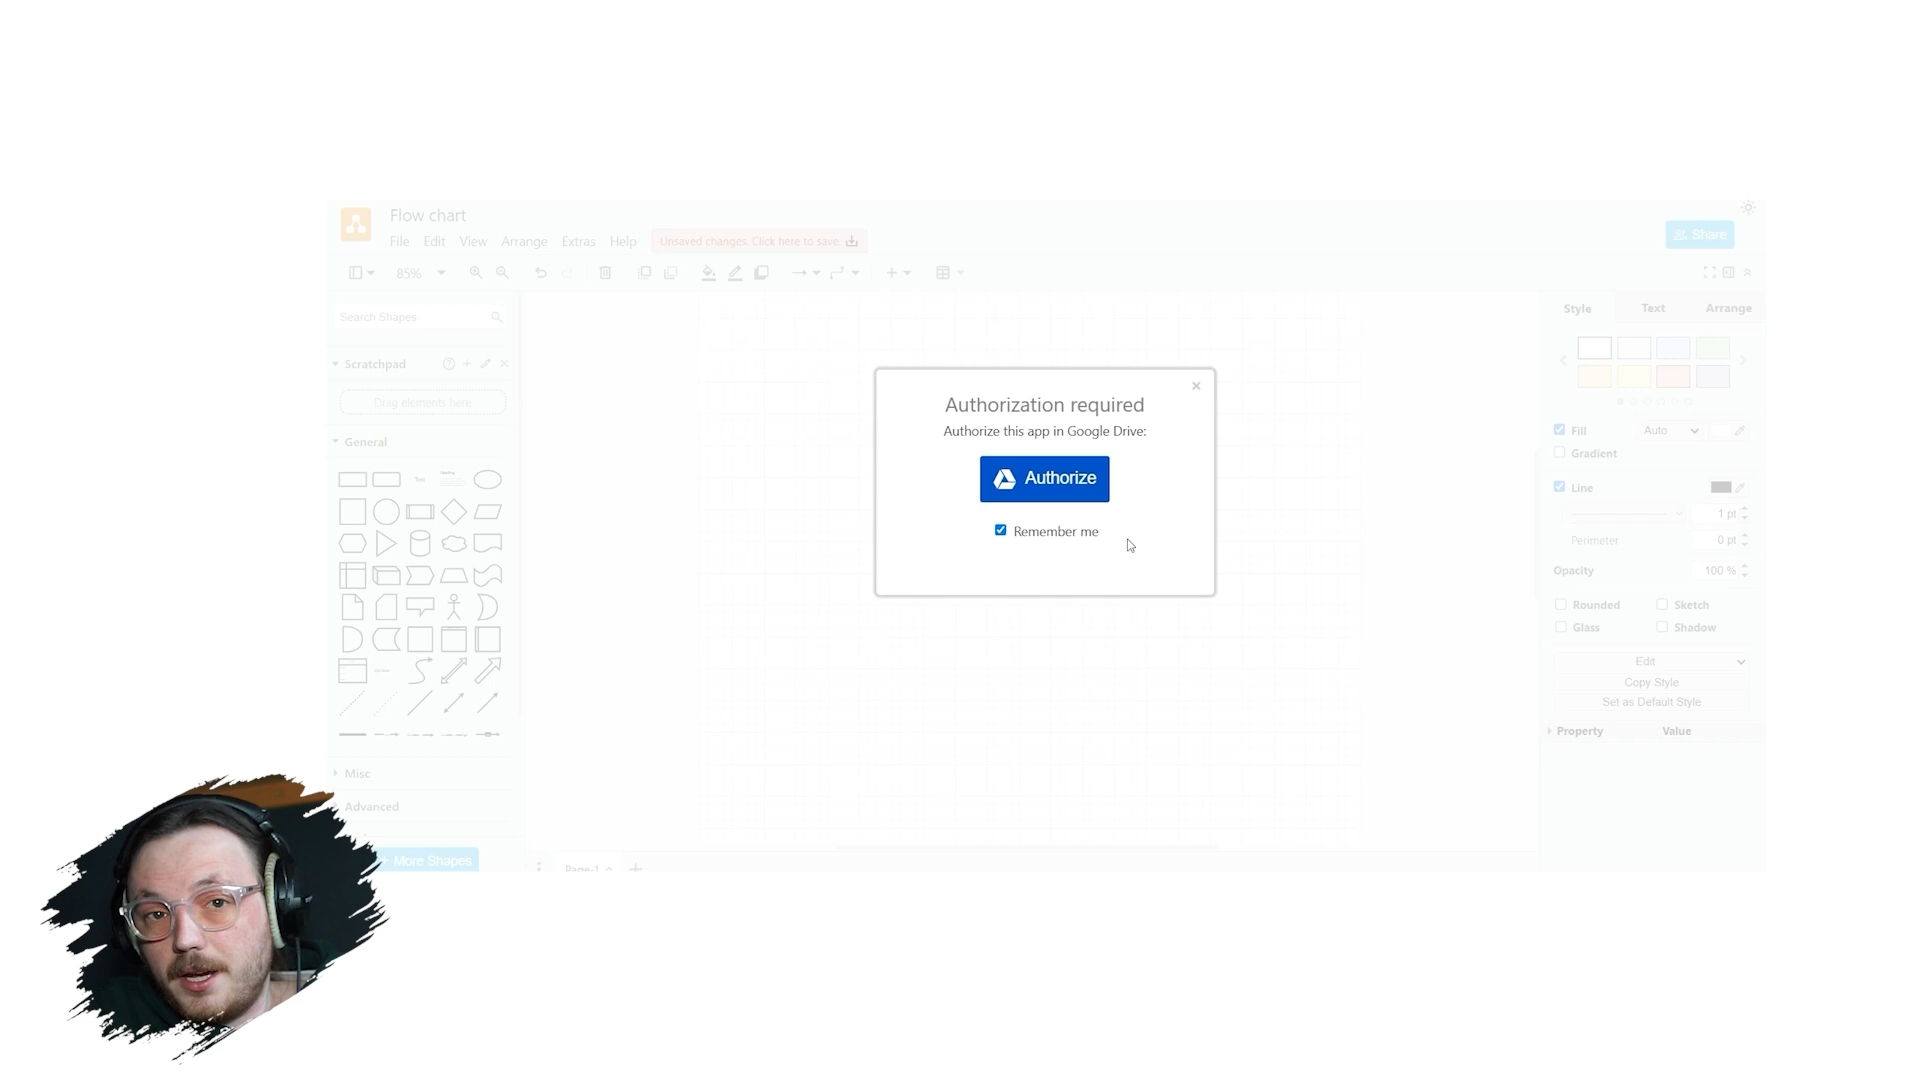 Flow chart
File Edit View Arrange Extras Help Unsaved changes. Click here to save.
Share
85%
Search Shapes
Scratchpad
Drag elements here
General
Text
Heading
Misc
Advanced
+ More Shapes
Page-1
Authorization required
Authorize this app in Google Drive:
Authorize
Remember me
Style Text Arrange
Fill Auto
Gradient
Line
1 pt
Perimeter 0 pt
Opacity 100 %
Rounded Sketch
Glass Shadow
Edit
Copy Style
Set as Default Style
Property Value